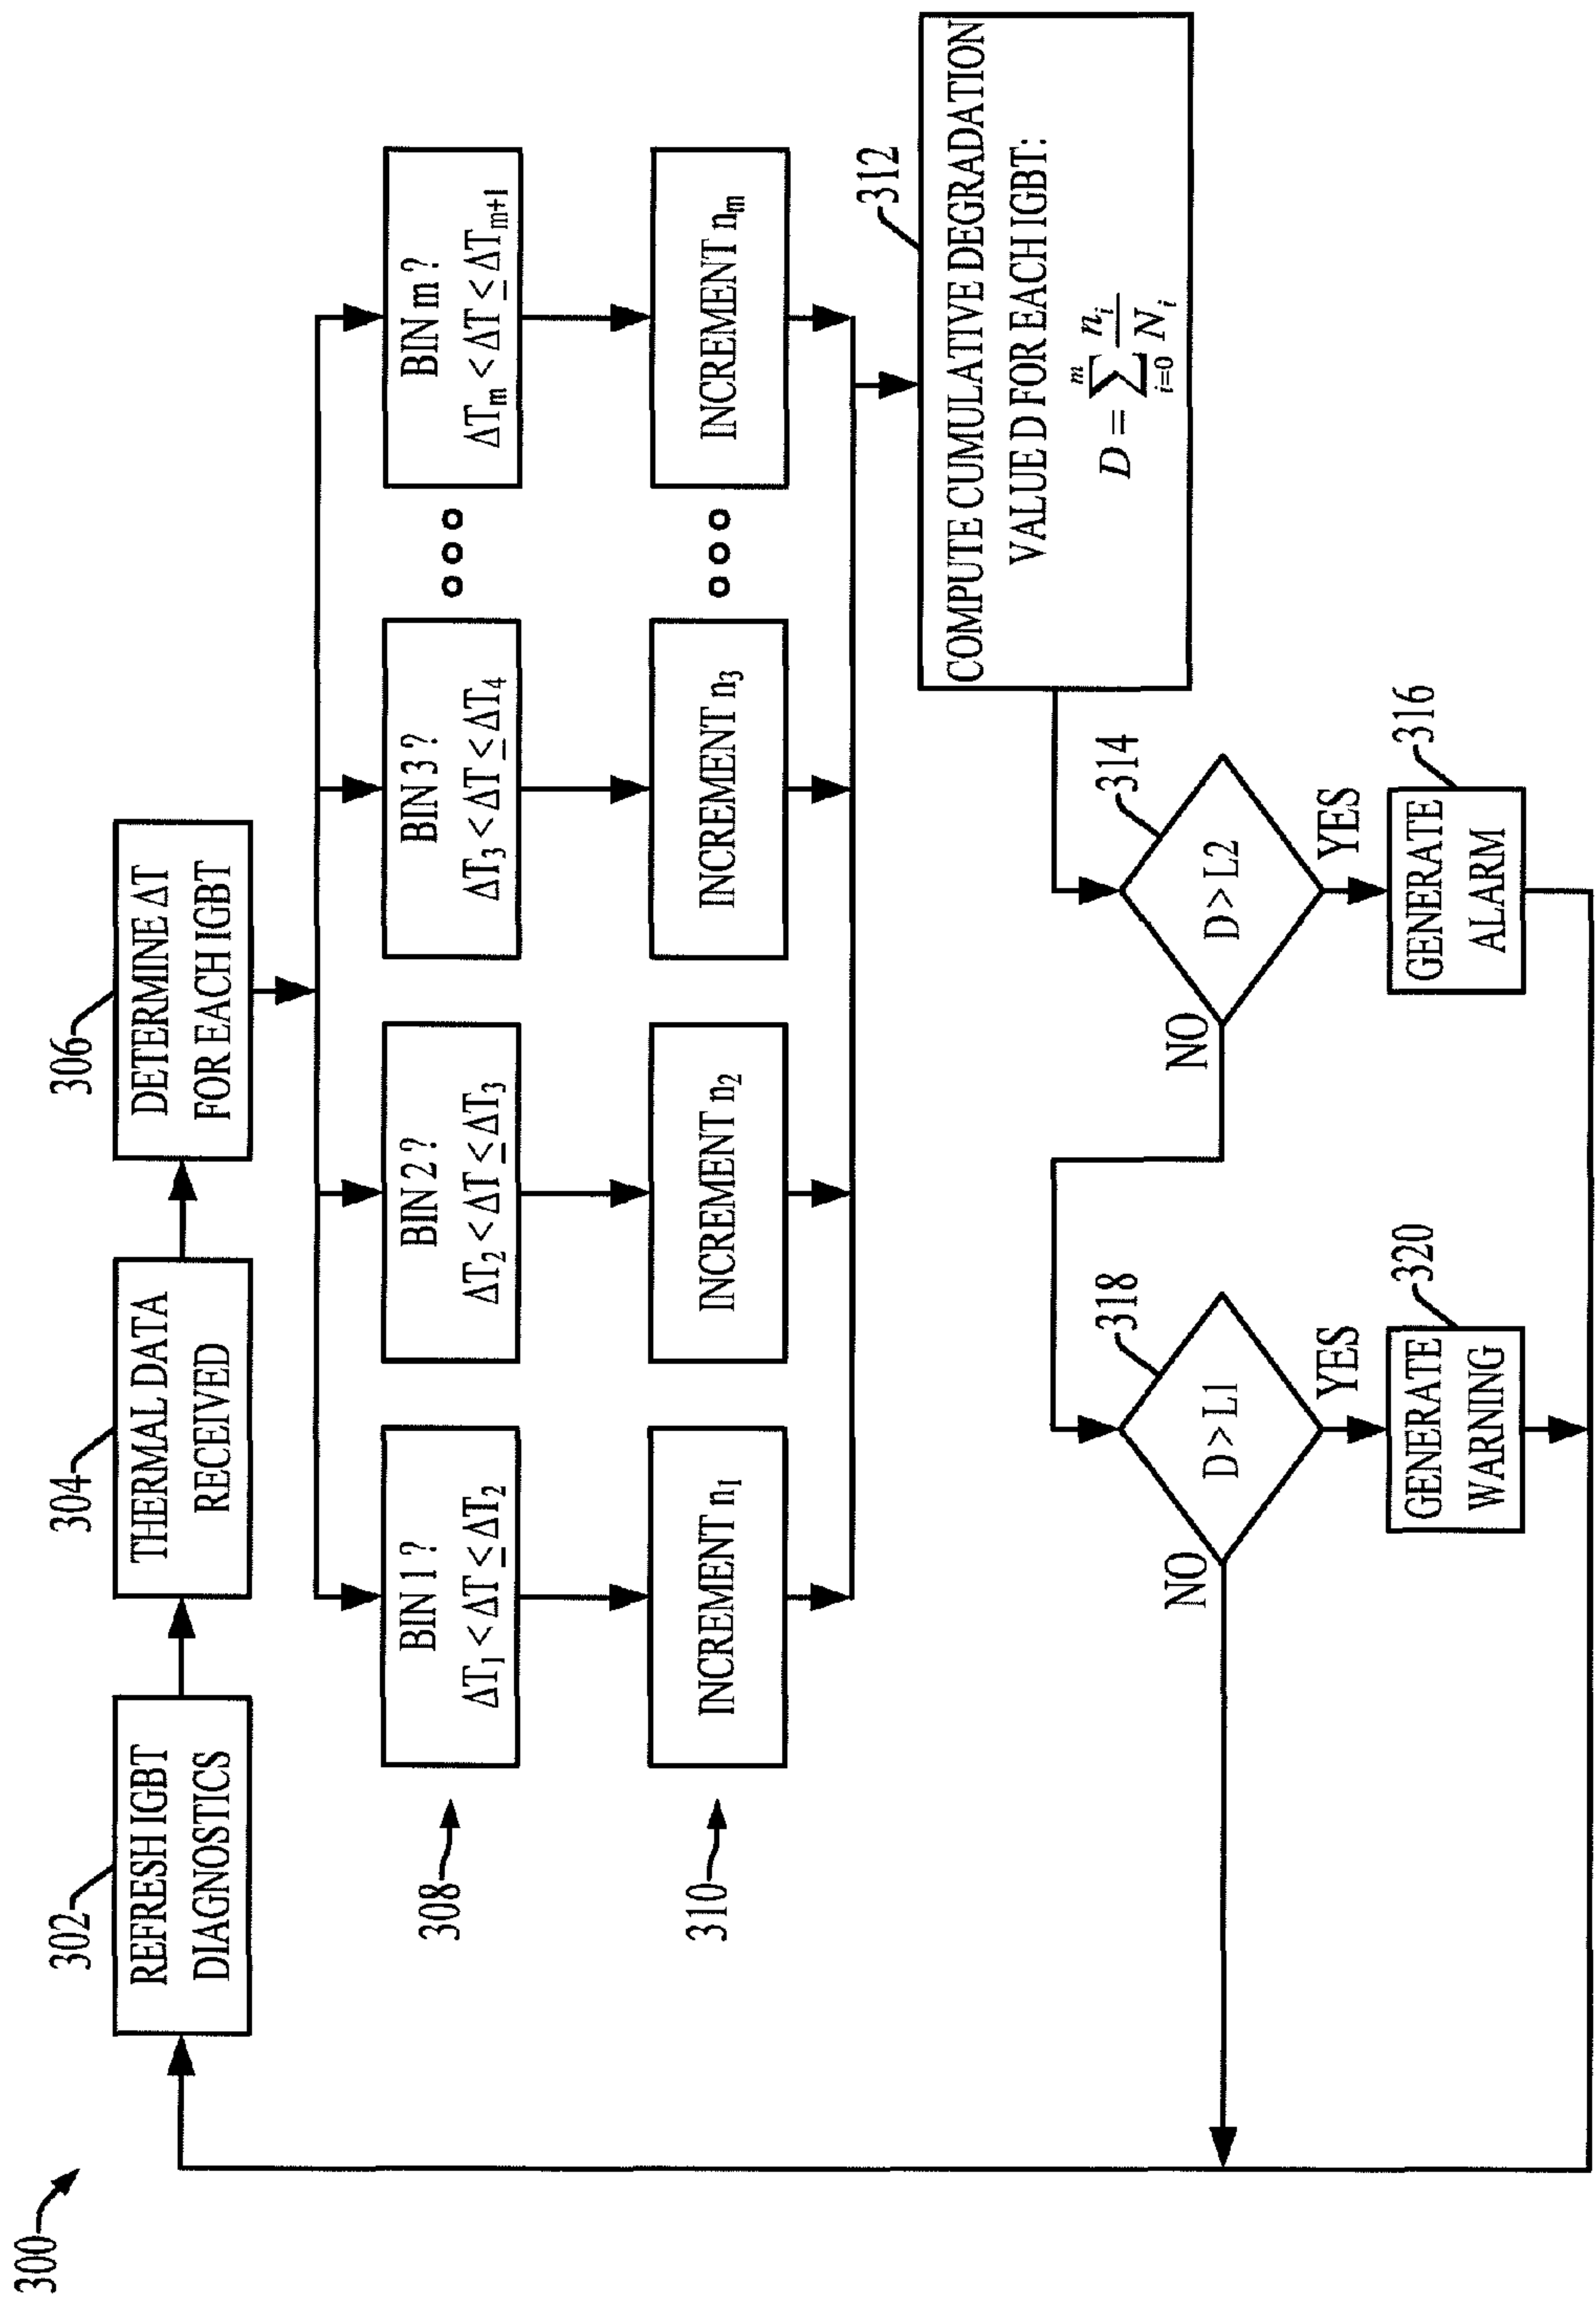 300
302
REFRESH IGBT
DIAGNOSTICS
304
THERMAL DATA
RECEIVED
306
DETERMINE ΔT
FOR EACH IGBT
308
BIN 1 ?
ΔT₁ < ΔT ≤ ΔT₂
BIN 2 ?
ΔT₂ < ΔT ≤ ΔT₃
BIN 3 ?
ΔT₃ < ΔT ≤ ΔT₄
BIN m ?
ΔTₘ < ΔT ≤ ΔTₘ₊₁
310
INCREMENT n₁
INCREMENT n₂
INCREMENT n₃
INCREMENT nₘ
312
COMPUTE CUMULATIVE DEGRADATION
VALUE D FOR EACH IGBT:
D = ∑_{i=0}^{m} n_i / N_i
314
D > L2
YES
NO
316
GENERATE
ALARM
318
D > L1
YES
NO
320
GENERATE
WARNING